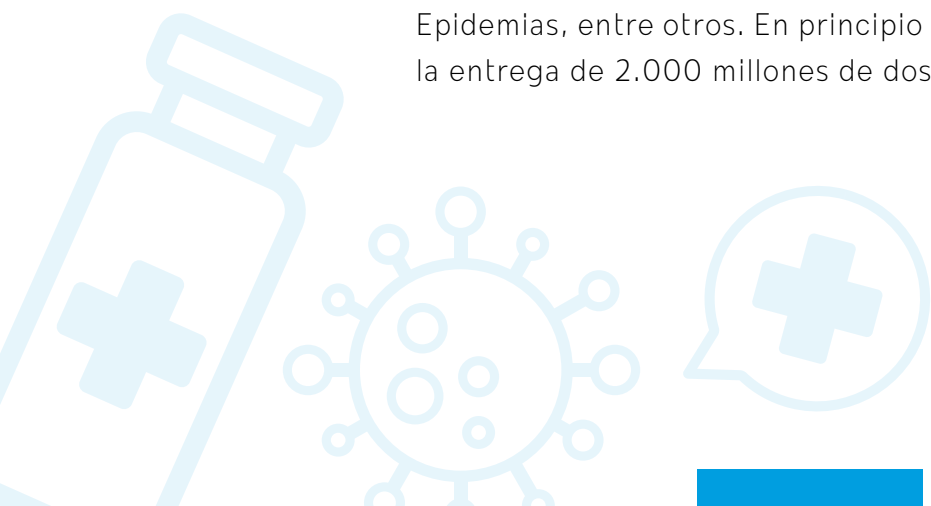 Epidemias, entre otros. En principio
la entrega de 2.000 millones de dos